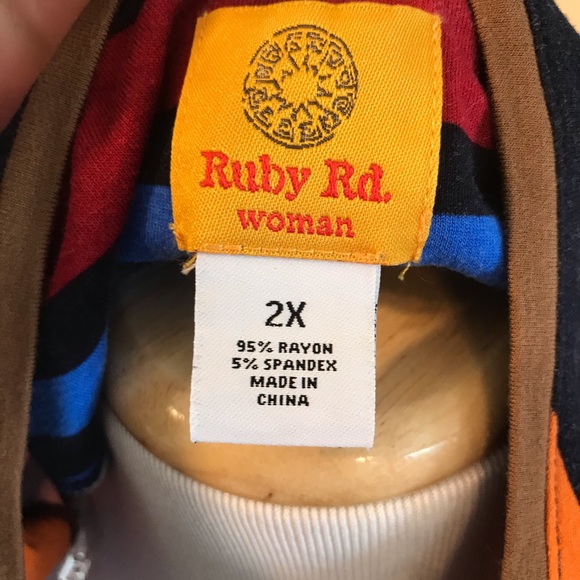 Ruby Rd.
woman
2X
95% RAYON
5% SPANDEX
MADE IN
CHINA